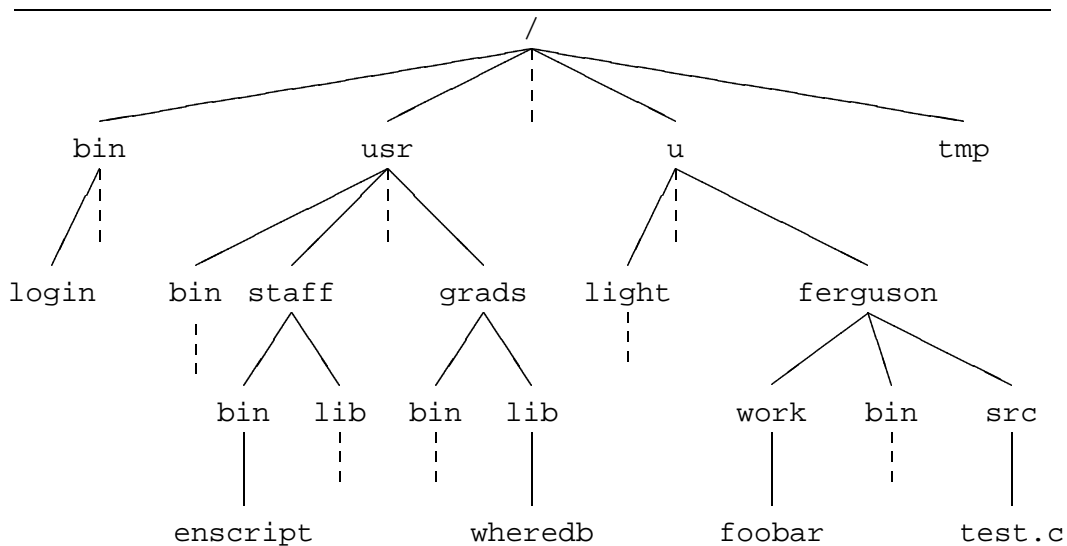 /
bin usr u tmp
login bin staff grads light ferguson
bin lib bin lib work bin src
enscript wheredb foobar test.c